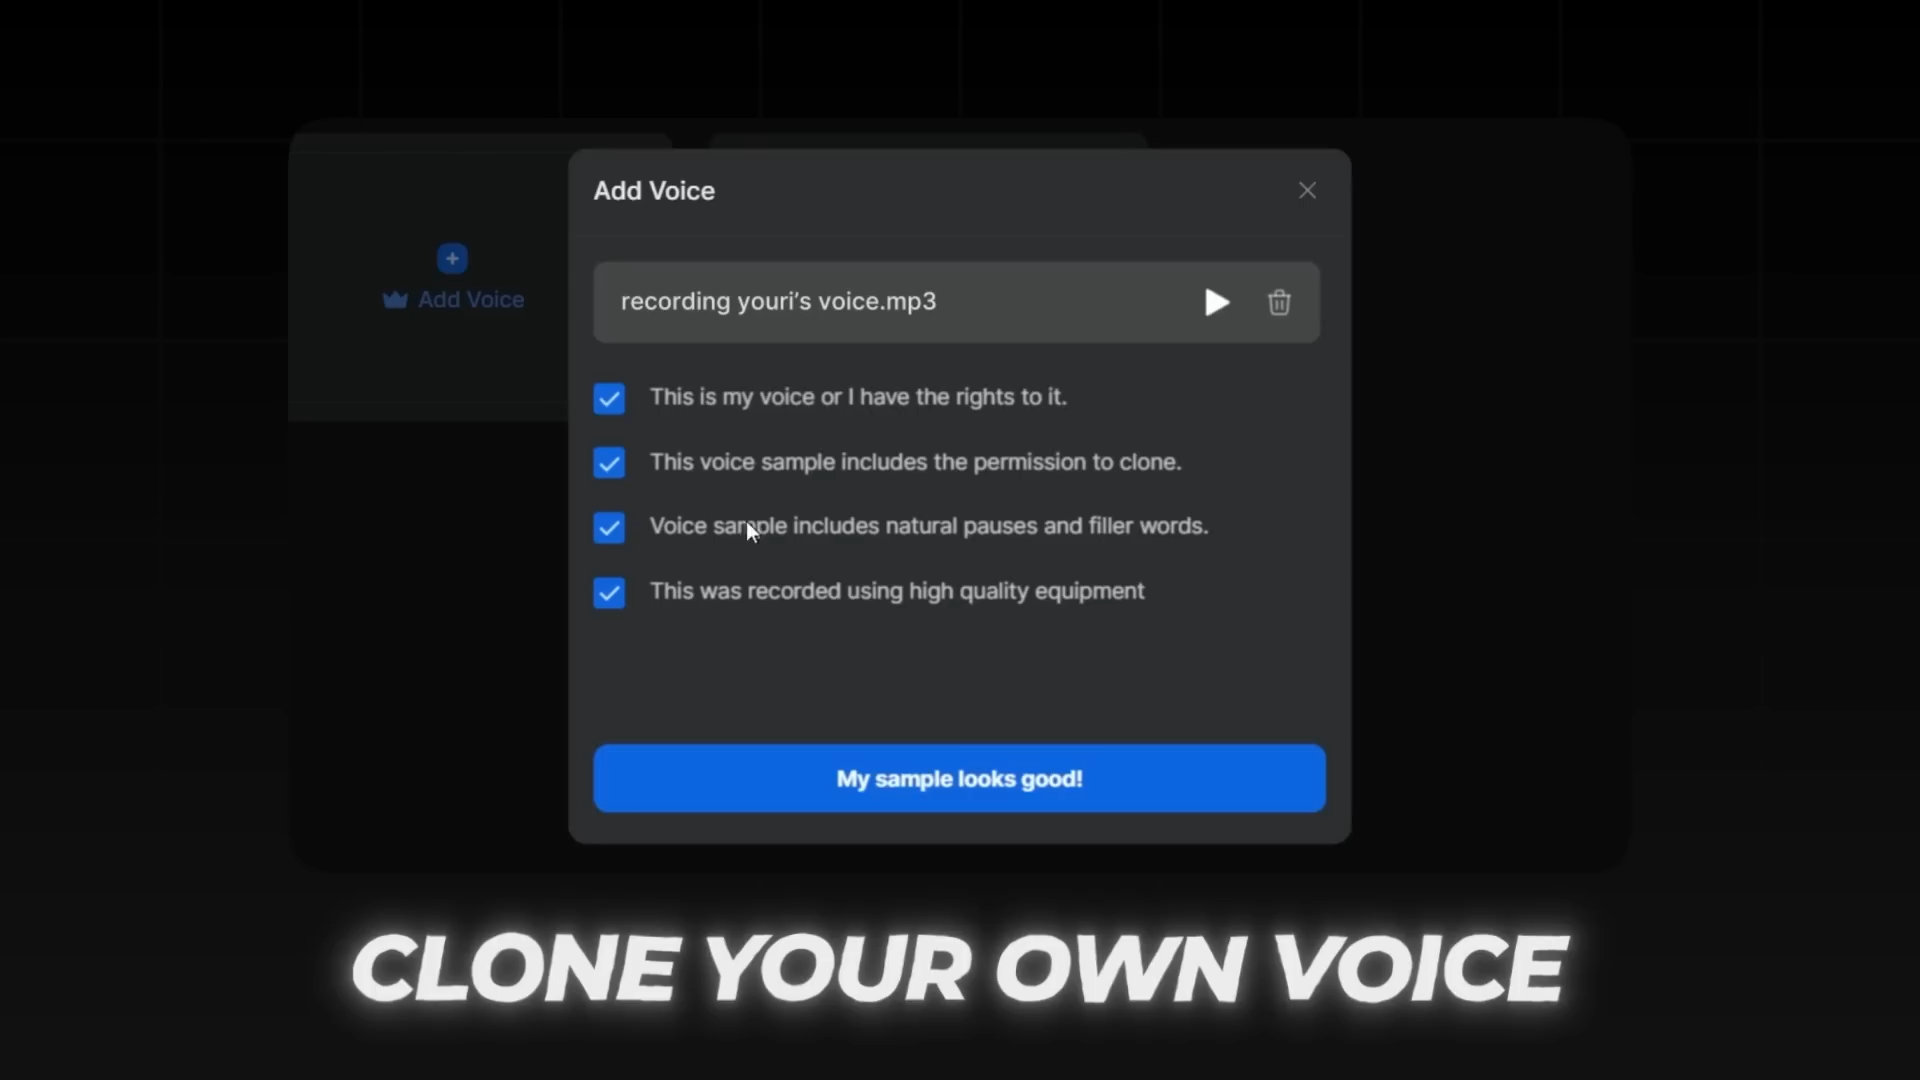 Add Voice
Add Voice
recording youri’s voice.mp3
This is my voice or I have the rights to it.
This voice sample includes the permission to clone.
Voice sample includes natural pauses and filler words.
This was recorded using high quality equipment
My sample looks good!
CLONE YOUR OWN VOICE